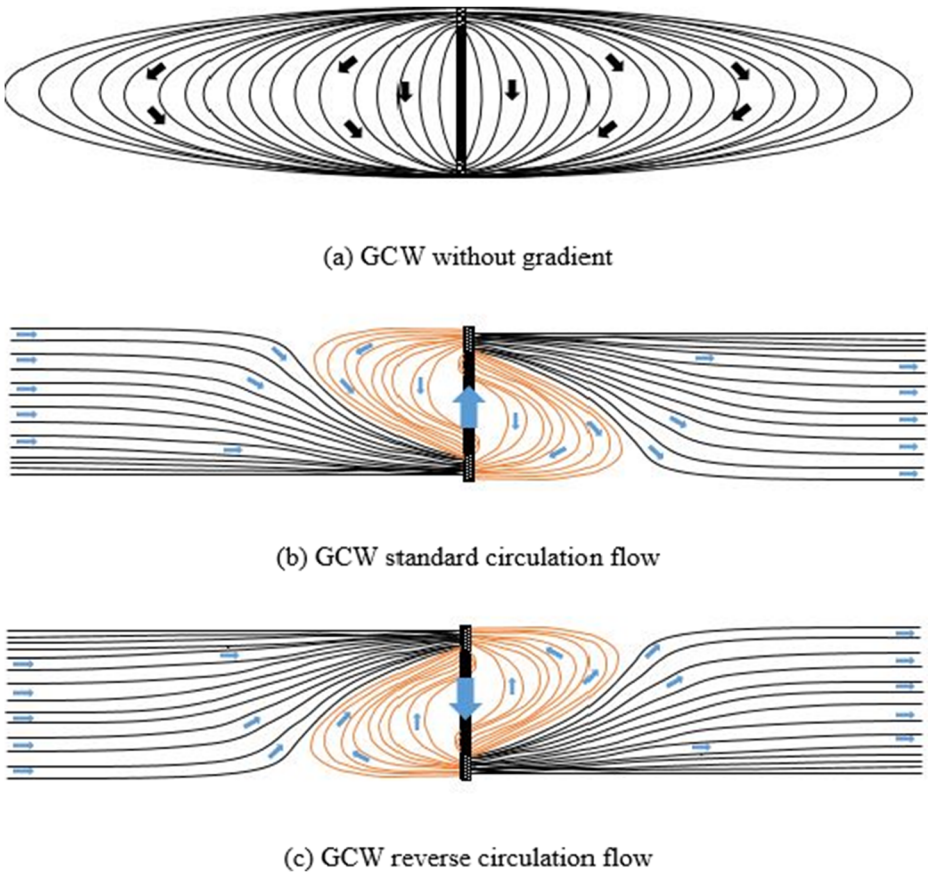 (a) GCW without gradient
(b) GCW standard circulation flow
(c) GCW reverse circulation flow